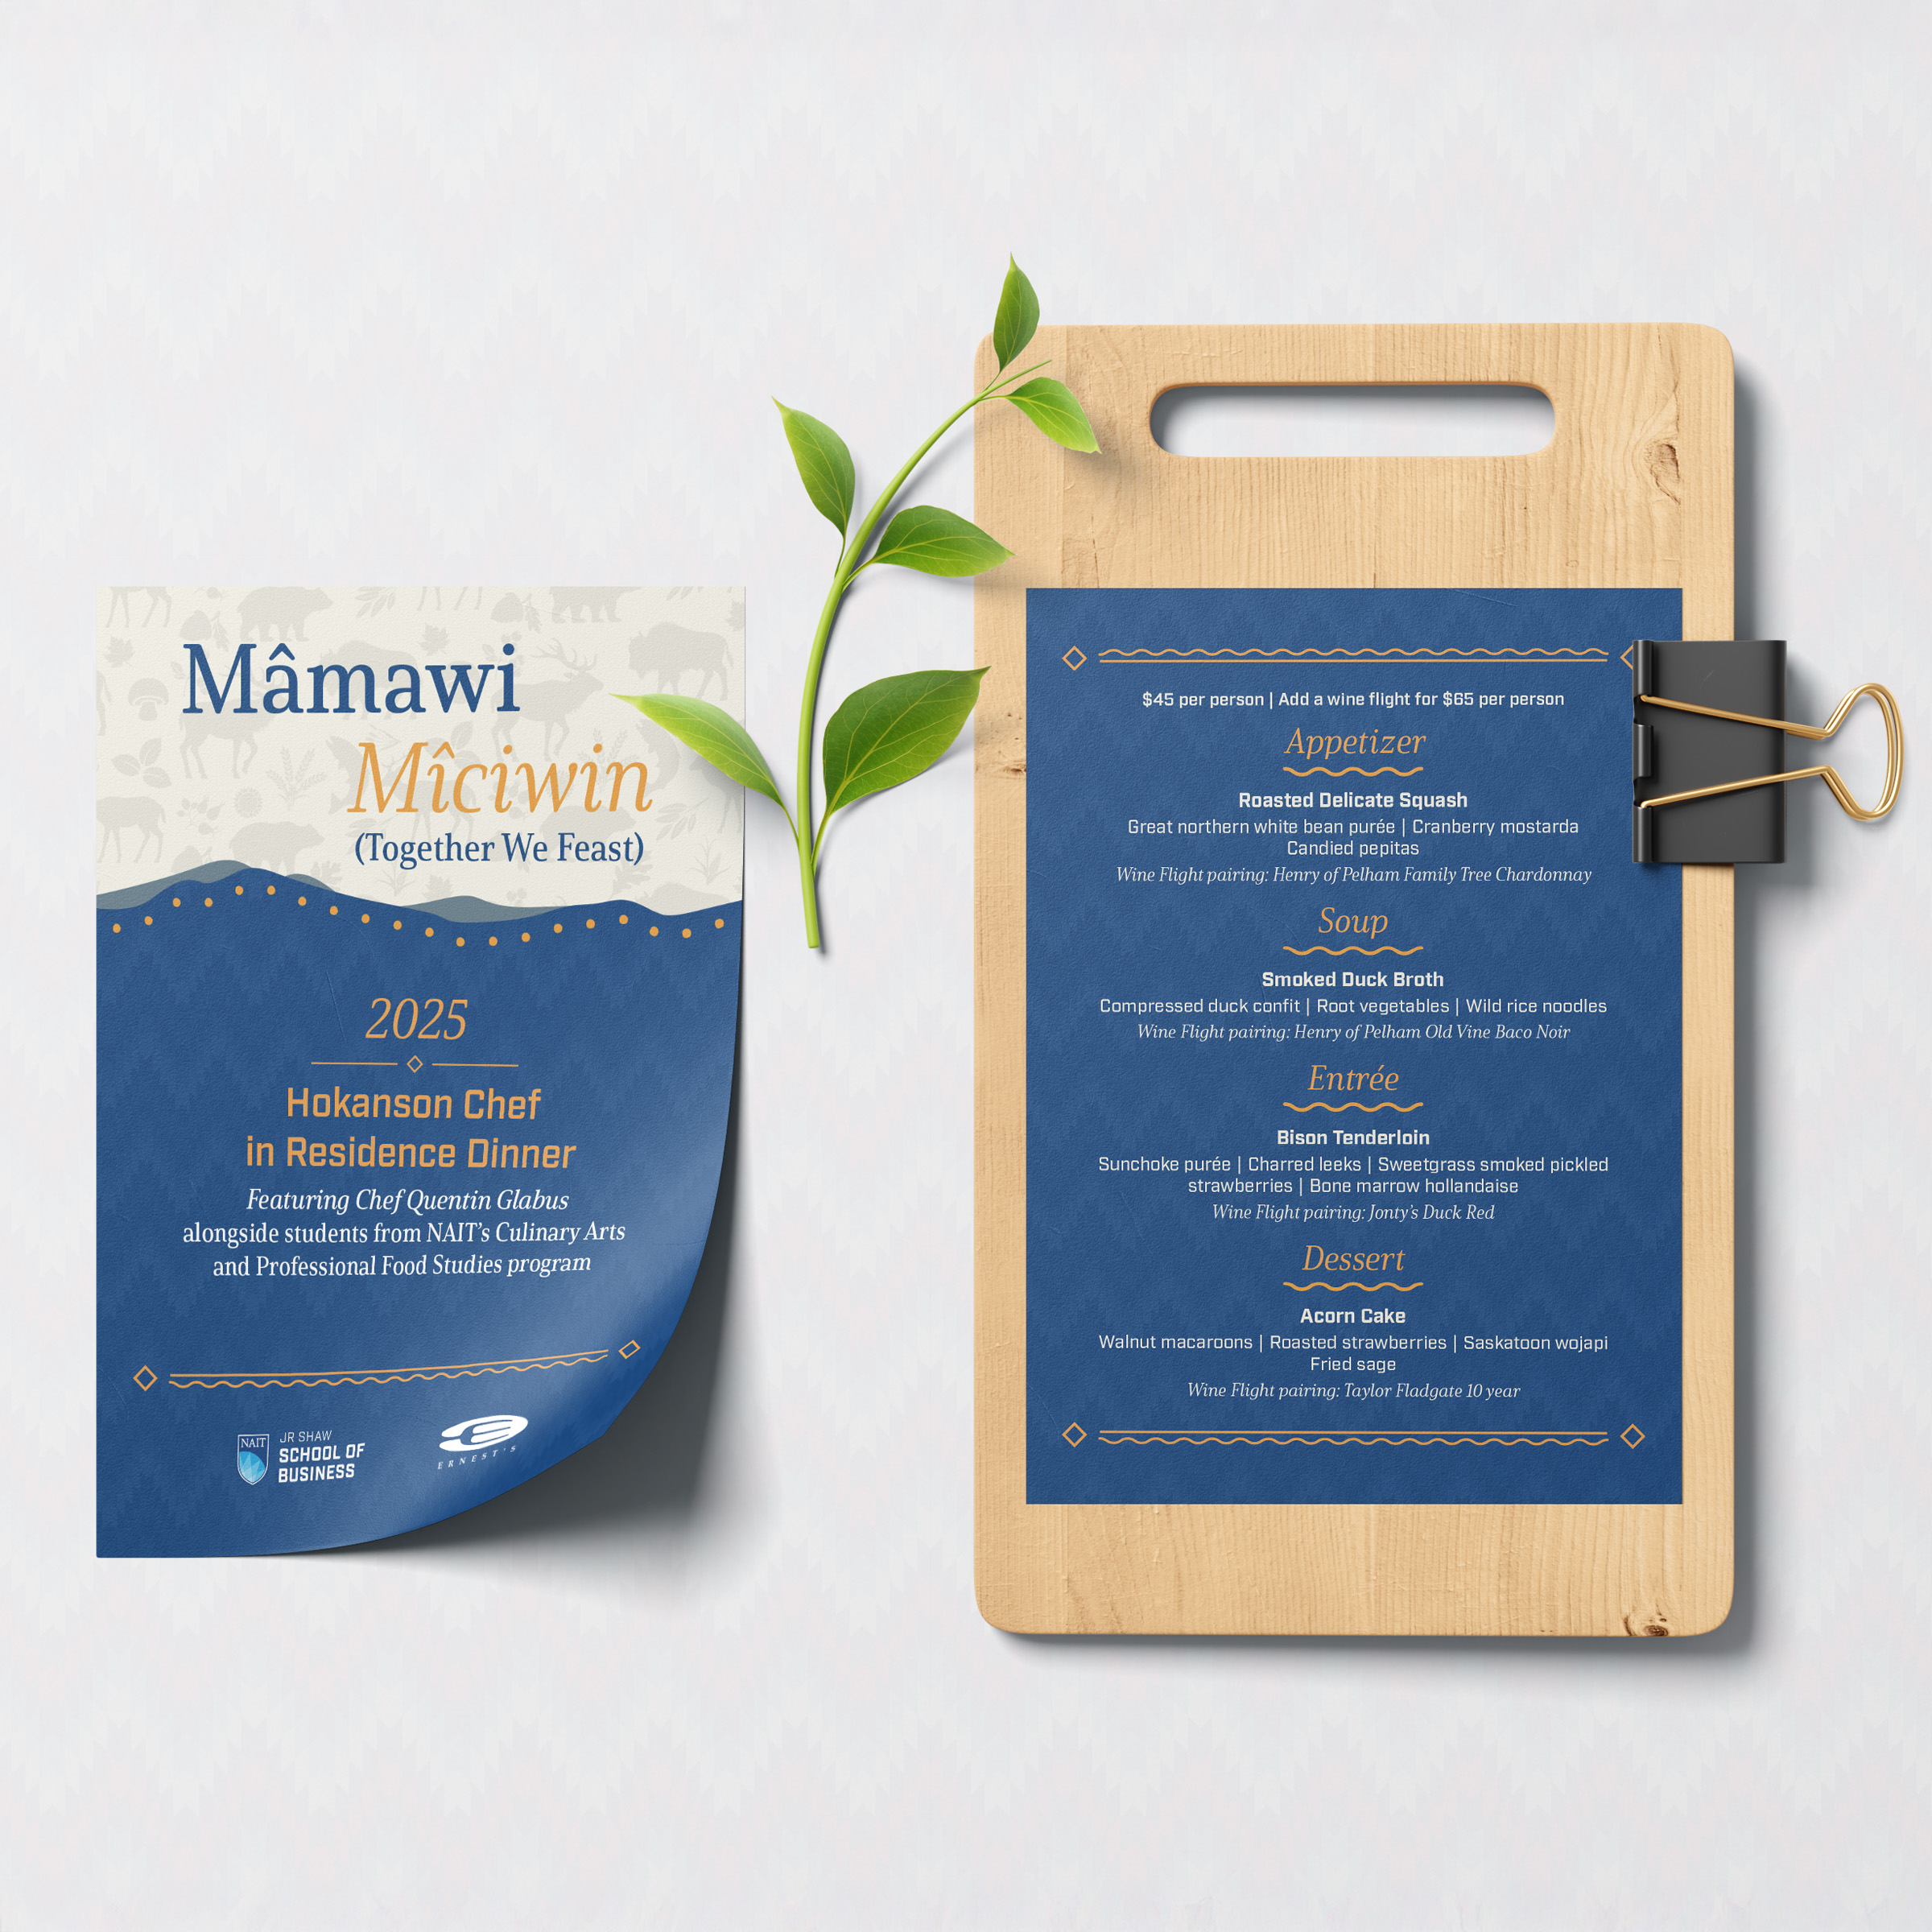 Mâmawi
Mîciwin
(Together We Feast)
2025
Hokanson Chef
in Residence Dinner
Featuring Chef Quentin Glabus
alongside students from NAIT's Culinary Arts
and Professional Food Studies program
NAIT
JR SHAW
SCHOOL OF
BUSINESS
ERNEST'S
$45 per person | Add a wine flight for $65 per person
Appetizer
Roasted Delicate Squash
Great northern white bean purée | Cranberry mostarda
Candied pepitas
Wine Flight pairing: Henry of Pelham Family Tree Chardonnay
Soup
Smoked Duck Broth
Compressed duck confit | Root vegetables | Wild rice noodles
Wine Flight pairing: Henry of Pelham Old Vine Baco Noir
Entrée
Bison Tenderloin
Sunchoke purée | Charred leeks | Sweetgrass smoked pickled
strawberries | Bone marrow hollandaise
Wine Flight pairing: Jonty's Duck Red
Dessert
Acorn Cake
Walnut macaroons | Roasted strawberries | Saskatoon wojapi
Fried sage
Wine Flight pairing: Taylor Fladgate 10 year